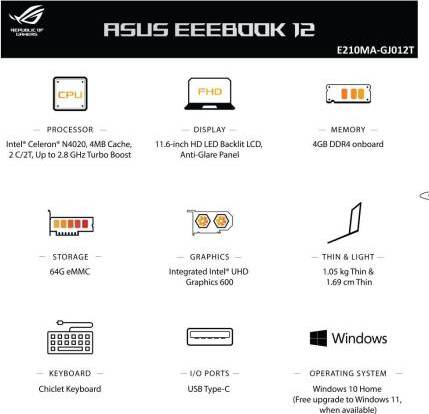 REPUBLIC OF
GAMERS
ASUS EEEBOOK 12
E210MA-GJ012T
CPU
FHD
PROCESSOR
Intel® Celeron® N4020, 4MB Cache,
2 C/2T, Up to 2.8 GHz Turbo Boost
DISPLAY
11.6-inch HD LED Backlit LCD,
Anti-Glare Panel
MEMORY
4GB DDR4 onboard
STORAGE
64G eMMC
GRAPHICS
Integrated Intel® UHD
Graphics 600
THIN & LIGHT
1.05 kg Thin &
1.69 cm Thin
KEYBOARD
Chiclet Keyboard
I/O PORTS
USB Type-C
Windows
OPERATING SYSTEM
Windows 10 Home
(Free upgrade to Windows 11,
when available)